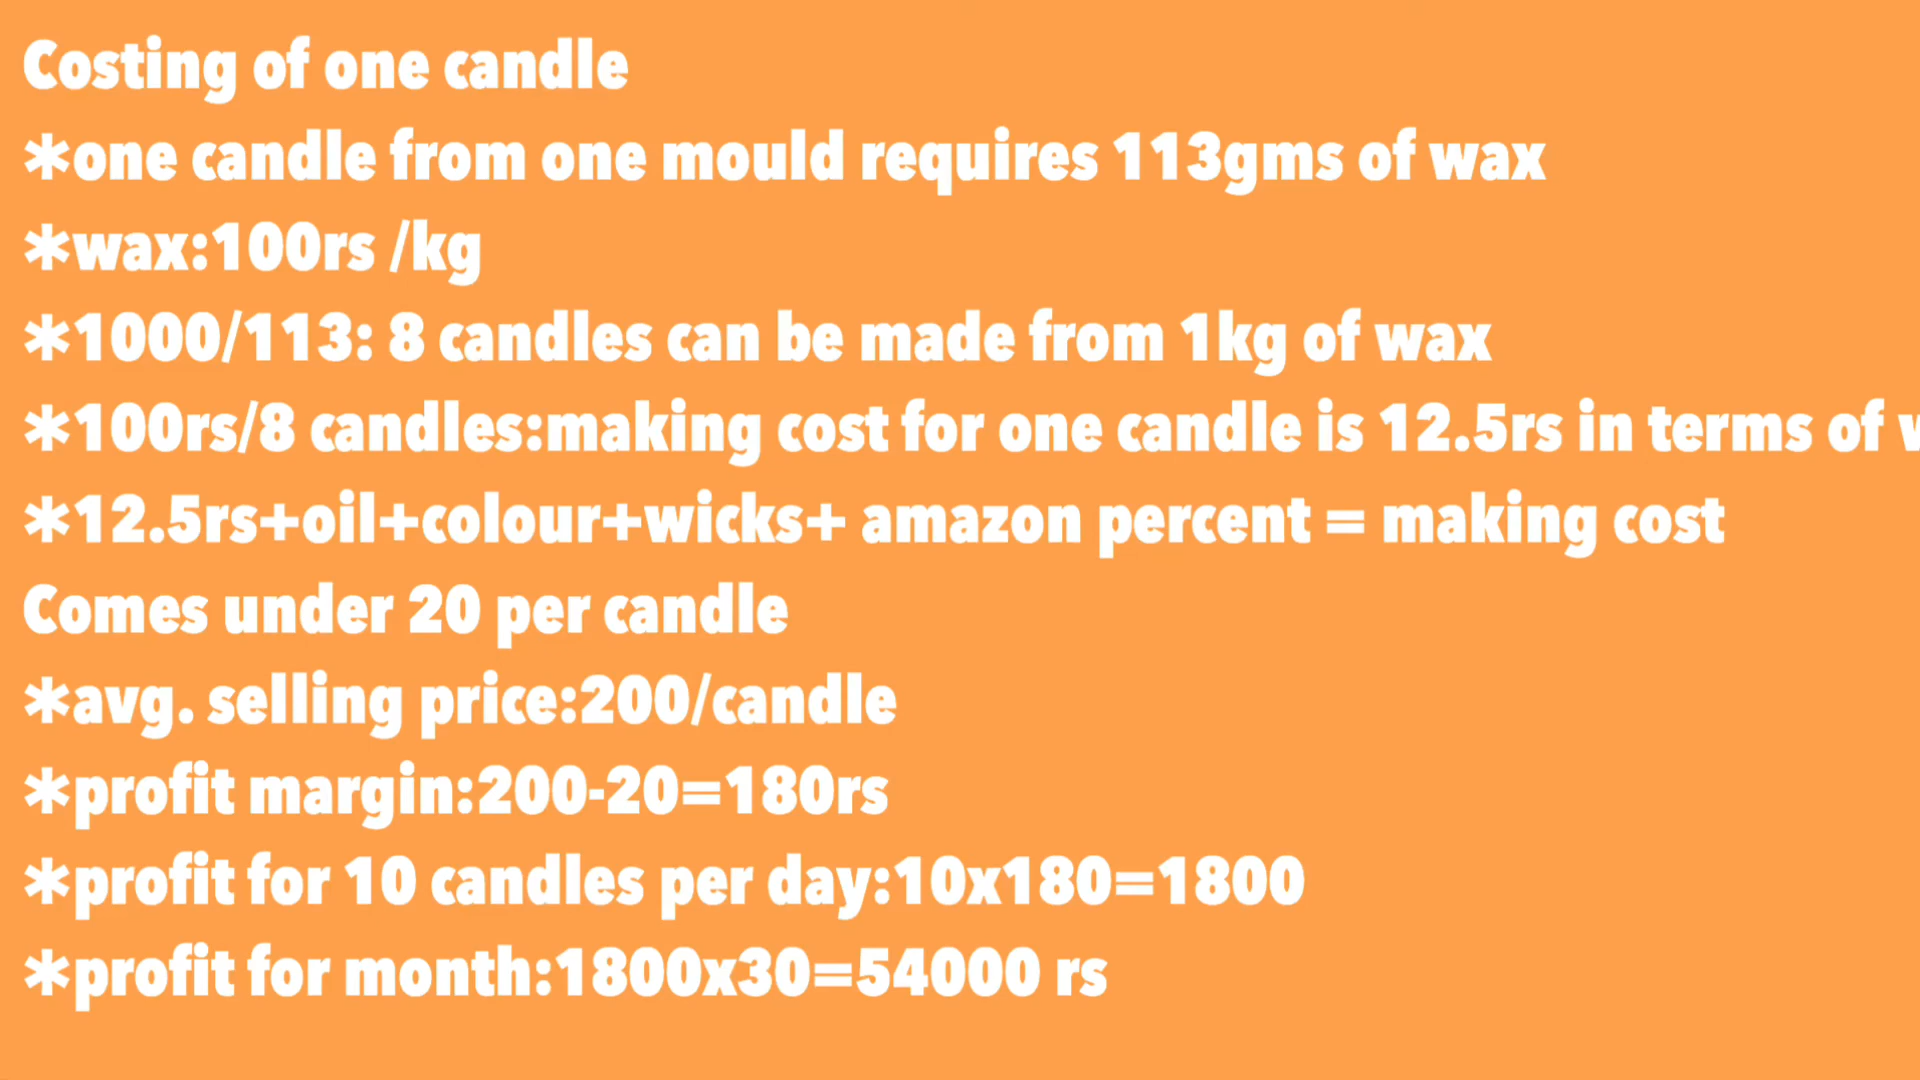 Costing of one candle
*one candle from one mould requires 113gms of wax
*wax:100rs /kg
*1000/113: 8 candles can be made from 1kg of wax
*100rs/8 candles:making cost for one candle is 12.5rs in terms of
*12.5rs+oil+colour+wicks+ amazon percent = making cost
Comes under 20 per candle
*avg. selling price:200/candle
*profit margin:200-20=180rs
*profit for 10 candles per day:10x180=1800
*profit for month:1800x30=54000 rs